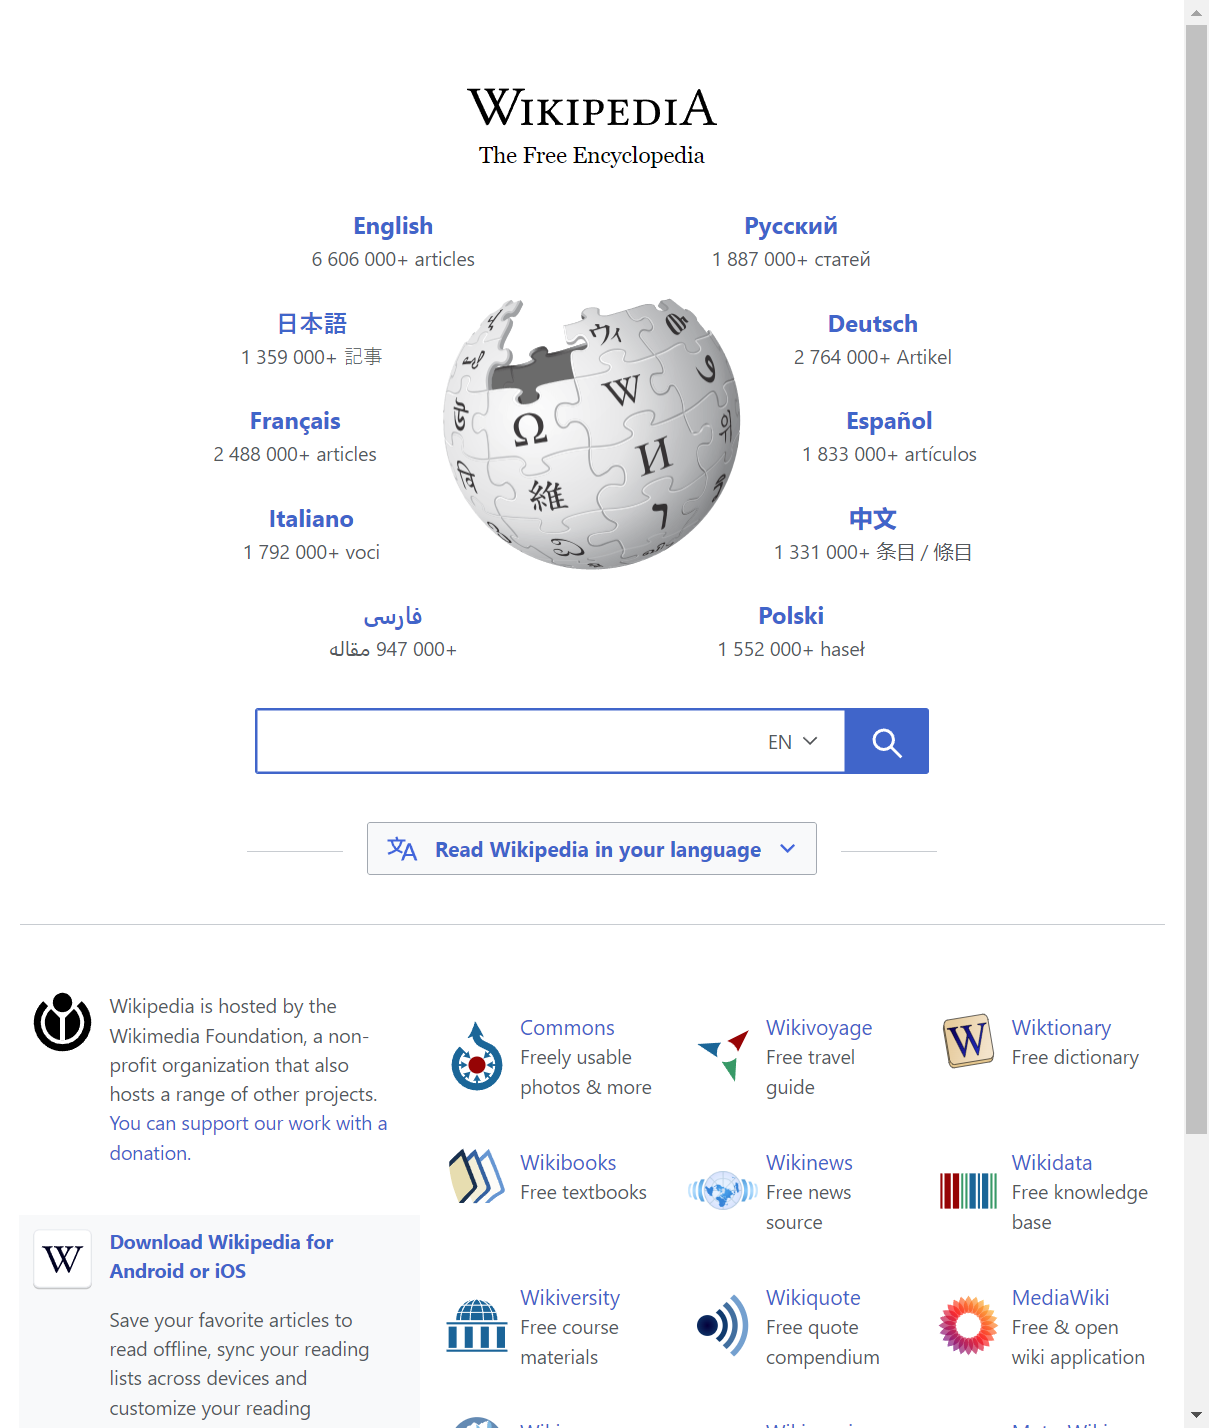 WIKIPEDIA
The Free Encyclopedia
English
6 606 000+ articles
Русский
1 887 000+ статей
日本語
1 359 000+ 記事
Deutsch
2 764 000+ Artikel
Français
2 488 000+ articles
Español
1 833 000+ artículos
Italiano
1 792 000+ voci
中文
1 331 000+ 条目 / 條目
فارسی
۹۴۷ ۰۰۰+ مقاله
Polski
1 552 000+ haseł
Ω
W
И
維
ウィ
EN
Read Wikipedia in your language
Wikipedia is hosted by the
Wikimedia Foundation, a non-
profit organization that also
hosts a range of other projects.
You can support our work with a
donation.
Download Wikipedia for
Android or iOS
Save your favorite articles to
read offline, sync your reading
lists across devices and
customize your reading
Commons
Freely usable
photos & more
Wikivoyage
Free travel
guide
W
Wiktionary
Free dictionary
Wikibooks
Free textbooks
Wikinews
Free news
source
Wikidata
Free knowledge
base
W
Wikiversity
Free course
materials
Wikiquote
Free quote
compendium
MediaWiki
Free & open
wiki application